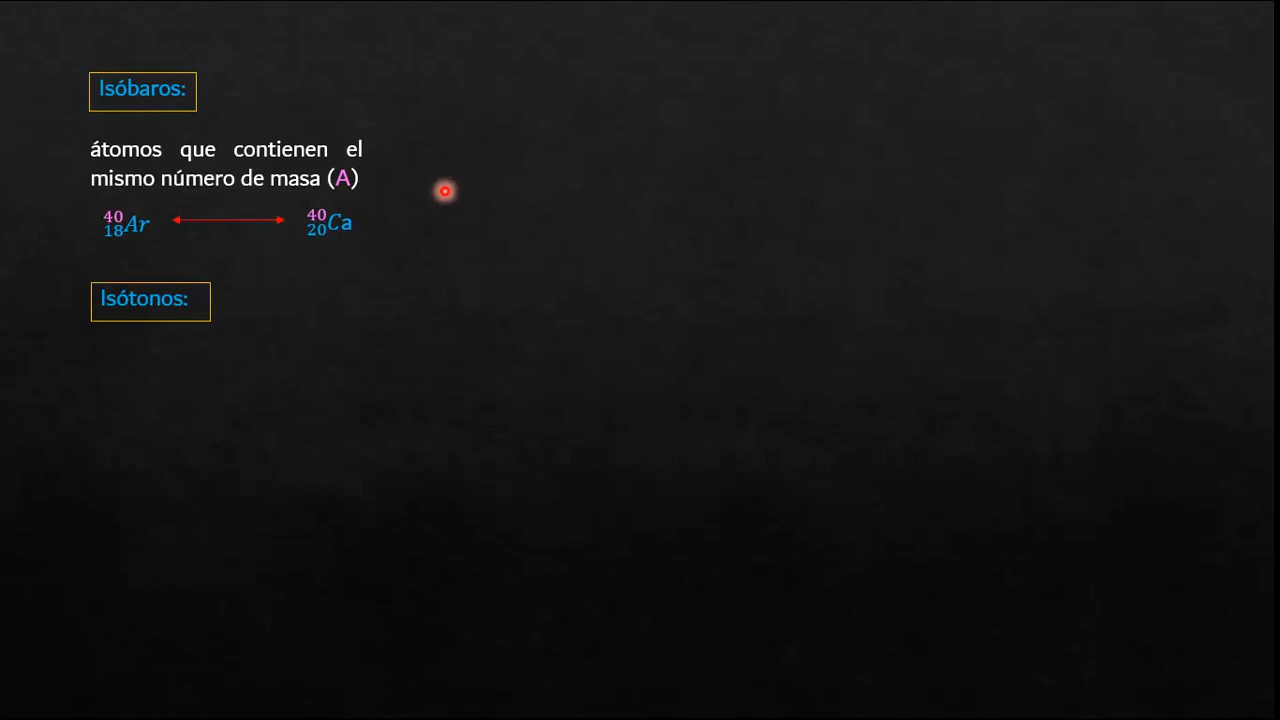 Isóbaros:
átomos que contienen el
mismo número de masa (A)
⁴⁰₁₈Ar ⟷ ⁴⁰₂₀Ca
Isótonos: